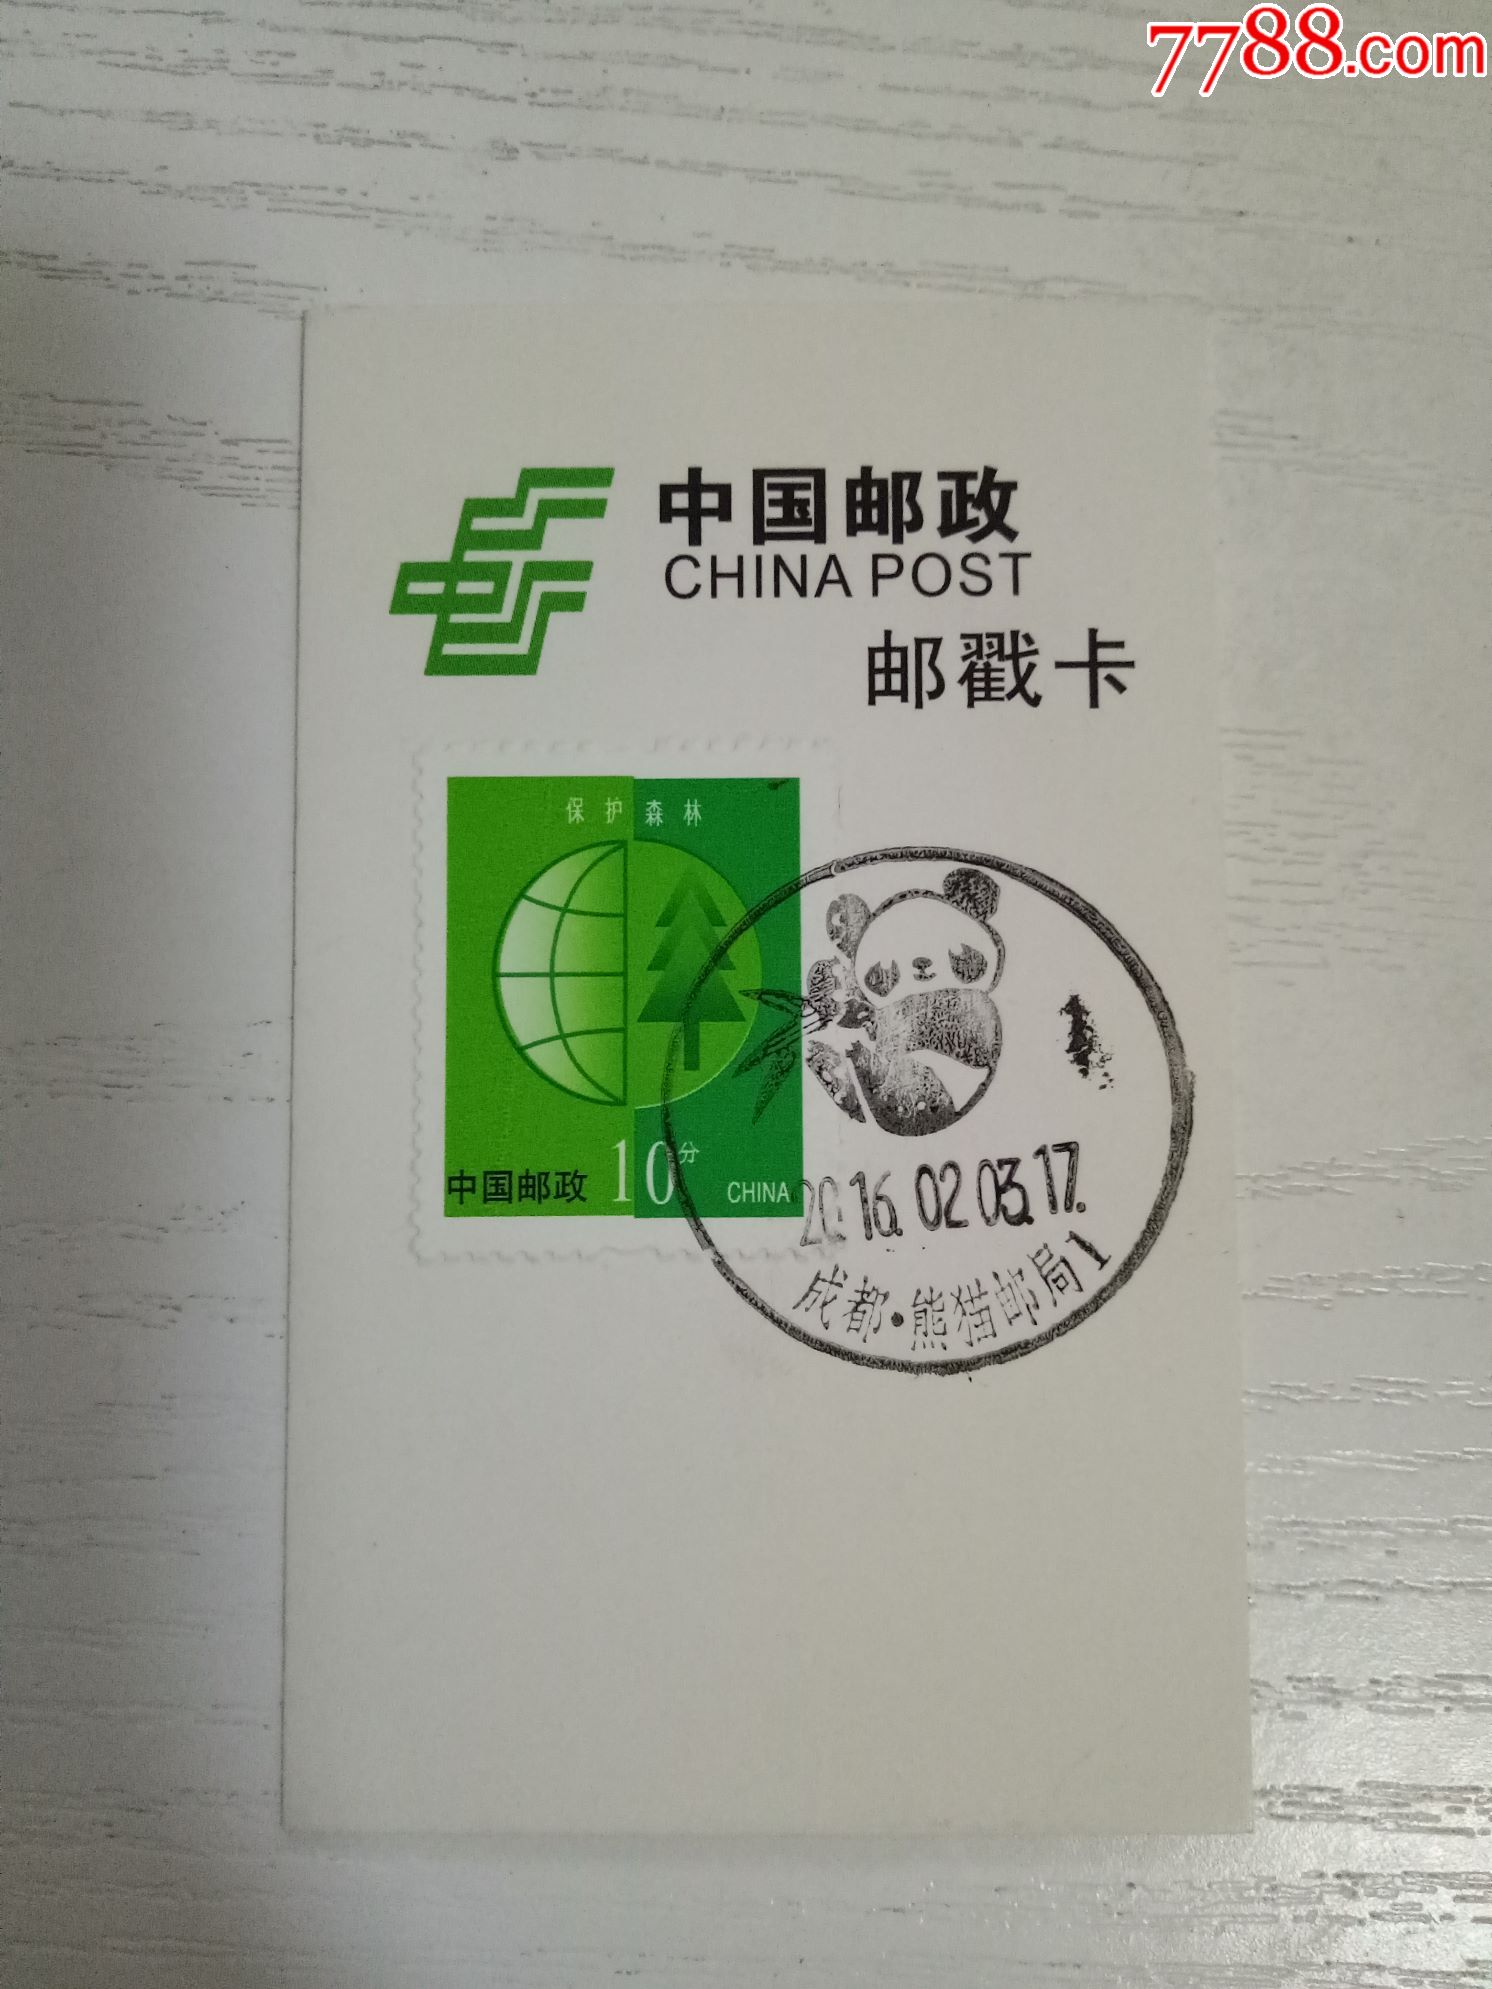 7788.com
中国邮政
CHINA POST
邮戳卡
保护森林
中国邮政 10分 CHINA
2016.02.03.17.
成都·熊猫邮局1